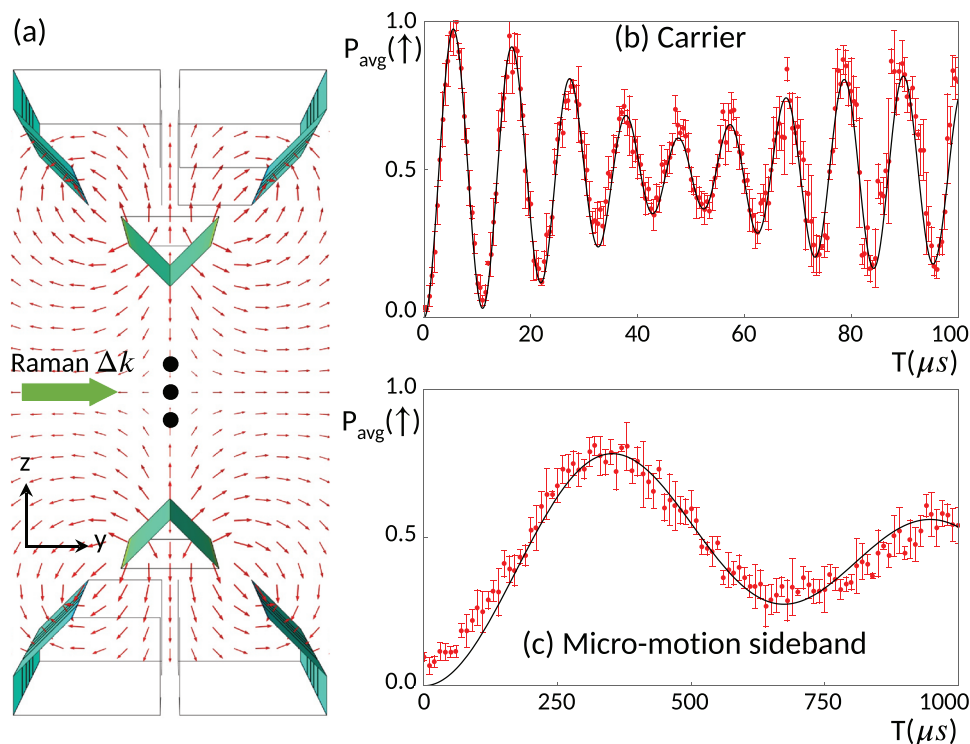 (a)
Raman Δk
z
y
(b) Carrier
P_avg(↑)
1.0
0.5
0.0
0 20 40 60 80 100
T(μs)
(c) Micro-motion sideband
P_avg(↑)
1.0
0.5
0.0
0 250 500 750 1000
T(μs)